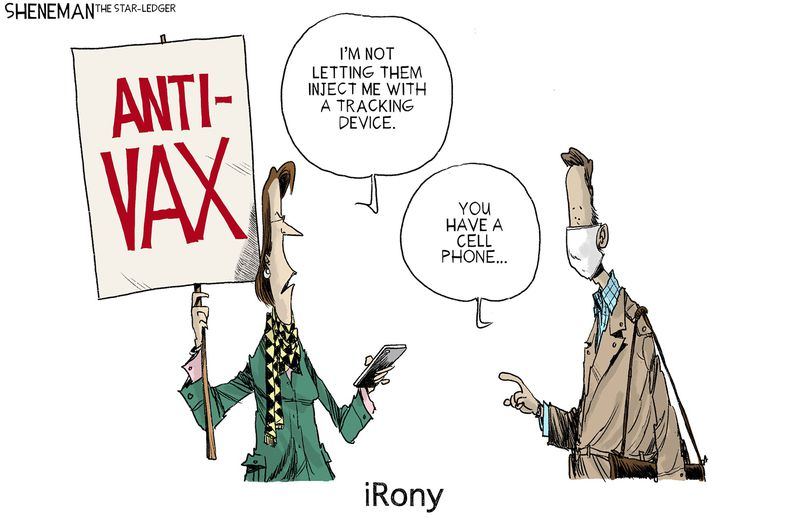 SHENEMAN THE STAR-LEDGER
ANTI-
VAX
I'M NOT
LETTING THEM
INJECT ME WITH
A TRACKING
DEVICE.
YOU
HAVE A
CELL
PHONE...
iRony